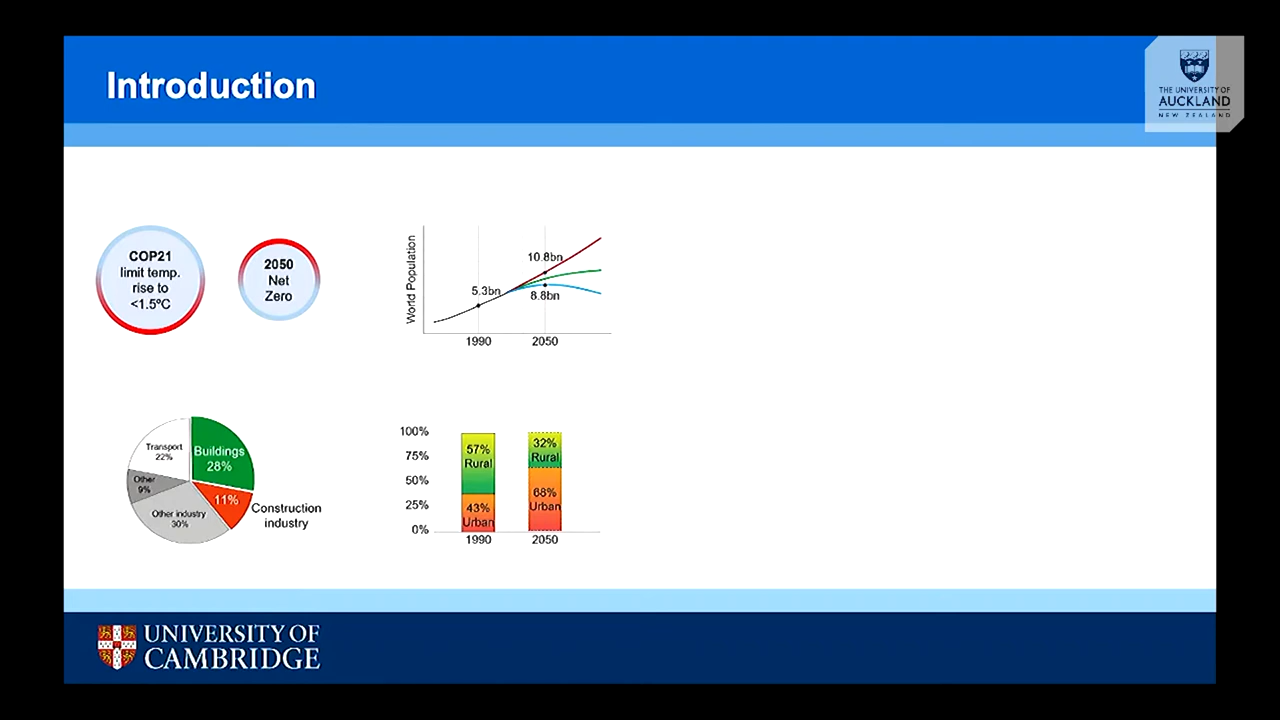 Introduction
THE UNIVERSITY OF
AUCKLAND
NEW ZEALAND
COP21
limit temp.
rise to
<1.5ºC
2050
Net
Zero
World Population
10.8bn
5.3bn
8.8bn
1990
2050
Transport
22%
Buildings
28%
Other
9%
11%
Construction
industry
Other industry
30%
100%
75%
50%
25%
0%
57%
Rural
43%
Urban
32%
Rural
68%
Urban
1990
2050
UNIVERSITY OF
CAMBRIDGE